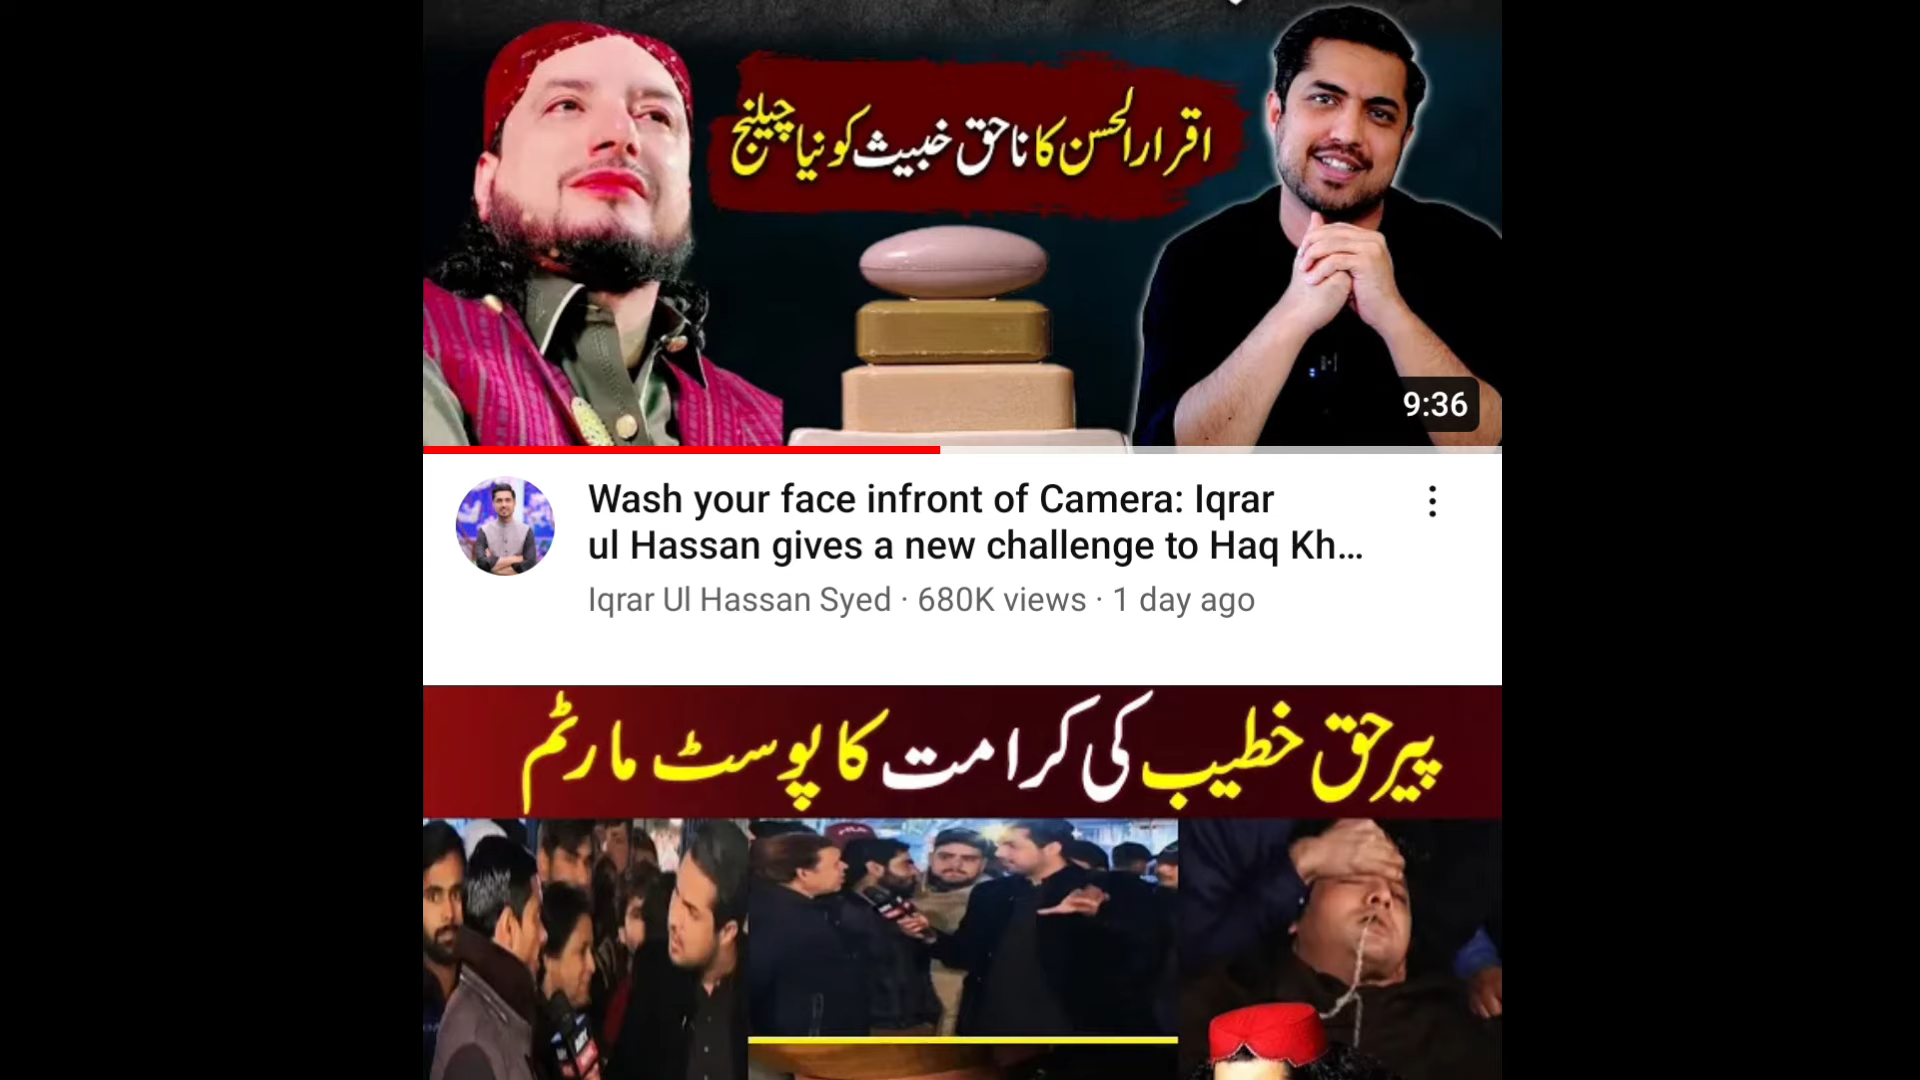 اقرارالحسن کا ناحق خبیث کو نیا چیلنج
9:36
Wash your face infront of Camera: Iqrar
ul Hassan gives a new challenge to Haq Kh...
Iqrar Ul Hassan Syed · 680K views · 1 day ago
پیر حق خطیب کی کرامت کا پوسٹ مارٹم